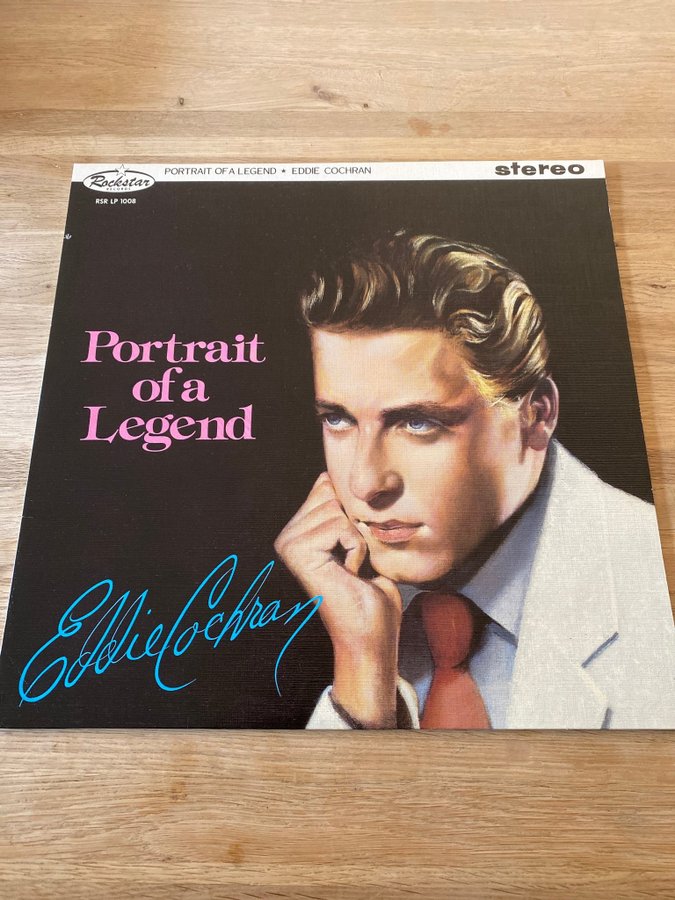 Rockstar
RECORDS
RSR LP 1008
PORTRAIT OF A LEGEND ★ EDDIE COCHRAN
stereo
Portrait
of a
Legend
Eddie Cochran